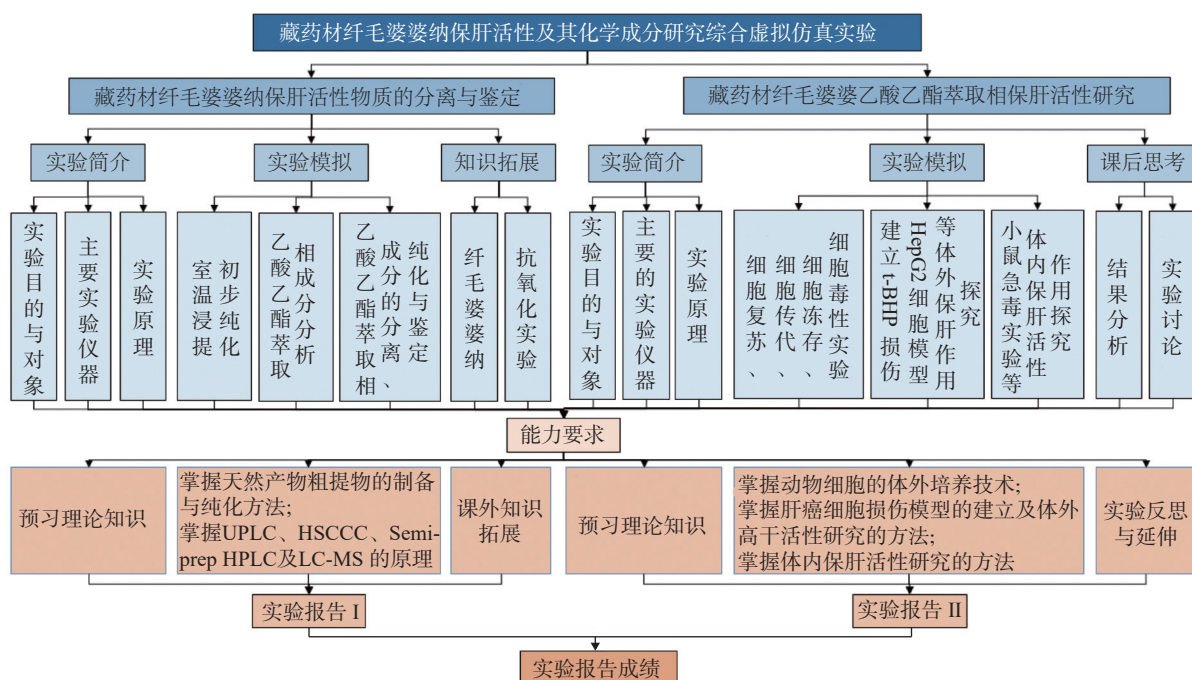 藏药材纤毛婆婆纳保肝活性及其化学成分研究综合虚拟仿真实验
藏药材纤毛婆婆纳保肝活性物质的分离与鉴定
藏药材纤毛婆婆乙酸乙酯萃取相保肝活性研究
实验简介
实验模拟
知识拓展
实验简介
实验模拟
课后思考
实验目的与对象
主要实验仪器
实验原理
室温浸提
初步纯化
乙酸乙酯萃取
相成分分析
乙酸乙酯萃取相
成分的分离、
纯化与鉴定
纤毛婆婆纳
抗氧化实验
实验目的与对象
主要的实验仪器
实验原理
细胞复苏、
细胞传代、
细胞冻存、
细胞毒性实验
建立t-BHP损伤
HepG2细胞模型
等体外保肝作用
探究
小鼠急毒实验等
体内保肝活性
作用探究
结果分析
实验讨论
能力要求
预习理论知识
掌握天然产物粗提物的制备
与纯化方法;
掌握UPLC、HSCCC、Semi-
prep HPLC及LC-MS 的原理
课外知识
拓展
预习理论知识
掌握动物细胞的体外培养技术;
掌握肝癌细胞损伤模型的建立及体外
高干活性研究的方法;
掌握体内保肝活性研究的方法
实验反思
与延伸
实验报告 I
实验报告 II
实验报告成绩